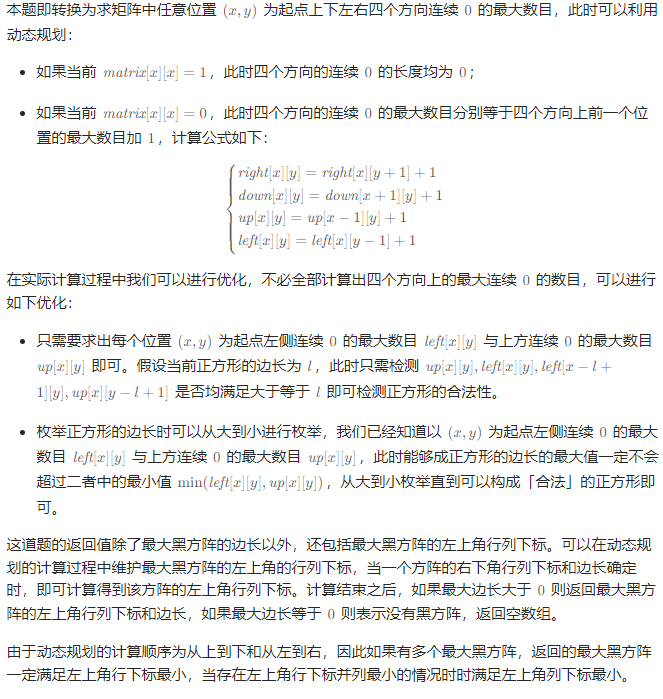 本题即转换为求矩阵中任意位置 (x, y) 为起点上下左右四个方向连续 0 的最大数目，此时可以利用
动态规划：
• 如果当前 matrix[x][x] = 1，此时四个方向的连续 0 的长度均为 0；
• 如果当前 matrix[x][x] = 0，此时四个方向的连续 0 的最大数目分别等于四个方向上前一个位
置的最大数目加 1，计算公式如下：
right[x][y] = right[x][y + 1] + 1
down[x][y] = down[x + 1][y] + 1
up[x][y] = up[x − 1][y] + 1
left[x][y] = left[x][y − 1] + 1
在实际计算过程中我们可以进行优化，不必全部计算出四个方向上的最大连续 0 的数目，可以进行
如下优化：
• 只需要求出每个位置 (x, y) 为起点左侧连续 0 的最大数目 left[x][y] 与上方连续 0 的最大数目
up[x][y] 即可。假设当前正方形的边长为 l，此时只需检测 up[x][y], left[x][y], left[x − l +
1][y], up[x][y − l + 1] 是否均满足大于等于 l 即可检测正方形的合法性。
• 枚举正方形的边长时可以从大到小进行枚举，我们已经知道以 (x, y) 为起点左侧连续 0 的最大
数目 left[x][y] 与上方连续 0 的最大数目 up[x][y]，此时能够成正方形的边长的最大值一定不会
超过二者中的最小值 min(left[x][y], up[x][y])，从大到小枚举直到可以构成「合法」的正方形即
可。
这道题的返回值除了最大黑方阵的边长以外，还包括最大黑方阵的左上角行列下标。可以在动态规
划的计算过程中维护最大黑方阵的左上角的行列下标，当一个方阵的右下角行列下标和边长确定
时，即可计算得到该方阵的左上角行列下标。计算结束之后，如果最大边长大于 0 则返回最大黑方
阵的左上角行列下标和边长，如果最大边长等于 0 则表示没有黑方阵，返回空数组。
由于动态规划的计算顺序为从上到下和从左到右，因此如果有多个最大黑方阵，返回的最大黑方阵
一定满足左上角行下标最小，当存在左上角行下标并列最小的情况时时满足左上角列下标最小。